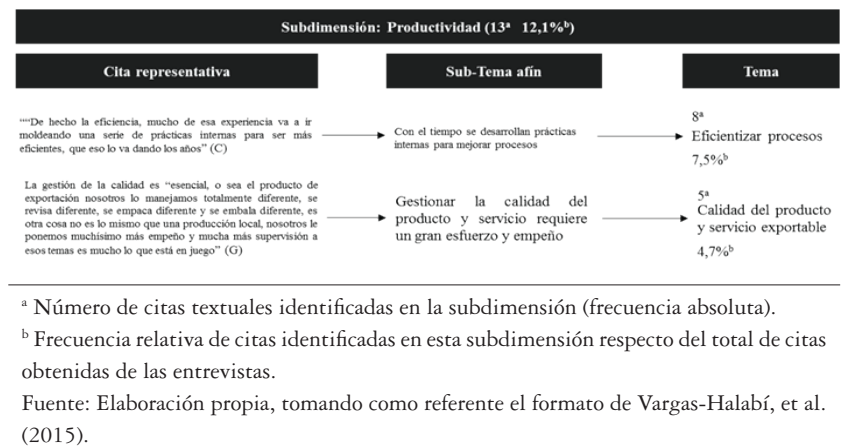 Subdimensión: Productividad (13ª 12,1%ᵇ)
Cita representativa
Sub-Tema afín
Tema
""De hecho la eficiencia, mucho de esa experiencia va a ir
moldeando una serie de prácticas internas para ser más
eficientes, que eso lo va dando los años" (C)
Con el tiempo se desarrollan prácticas
internas para mejorar procesos
8ª
Eficientizar procesos
7,5%ᵇ
La gestión de la calidad es "esencial, o sea el producto de
exportación nosotros lo manejamos totalmente diferente, se
revisa diferente, se empaca diferente y se embala diferente, es
otra cosa no es lo mismo que una producción local, nosotros le
ponemos muchísimo más empeño y mucha más supervisión a
esos temas es mucho lo que está en juego" (G)
Gestionar la calidad del
producto y servicio requiere
un gran esfuerzo y empeño
5ª
Calidad del producto
y servicio exportable
4,7%ᵇ
ª Número de citas textuales identificadas en la subdimensión (frecuencia absoluta).
ᵇ Frecuencia relativa de citas identificadas en esta subdimensión respecto del total de citas
obtenidas de las entrevistas.
Fuente: Elaboración propia, tomando como referente el formato de Vargas-Halabí, et al.
(2015).